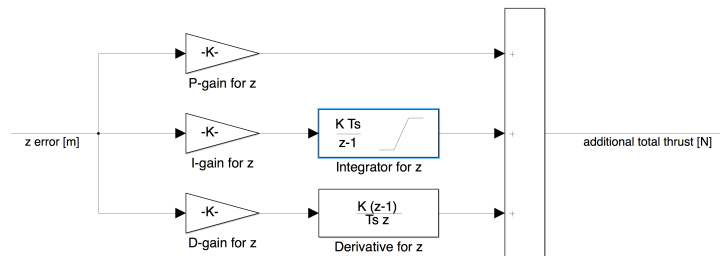 -K-
P-gain for z
+
z error [m]
-K-
I-gain for z
K Ts
z-1
Integrator for z
+
additional total thrust [N]
-K-
D-gain for z
K (z-1)
Ts z
Derivative for z
+